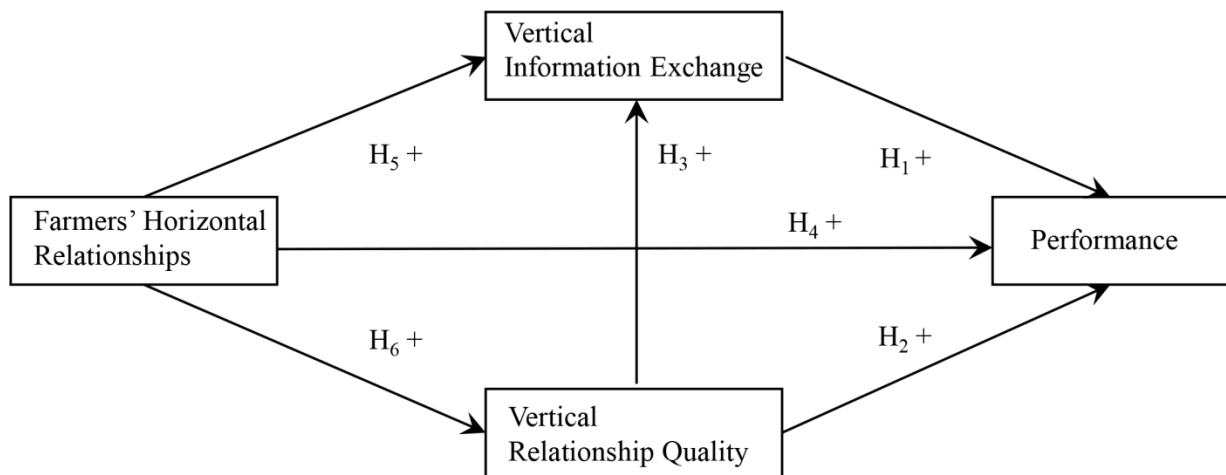 Vertical
Information Exchange
H₅ +
H₃ +
H₁ +
Farmers’ Horizontal
Relationships
H₄ +
Performance
H₆ +
H₂ +
Vertical
Relationship Quality